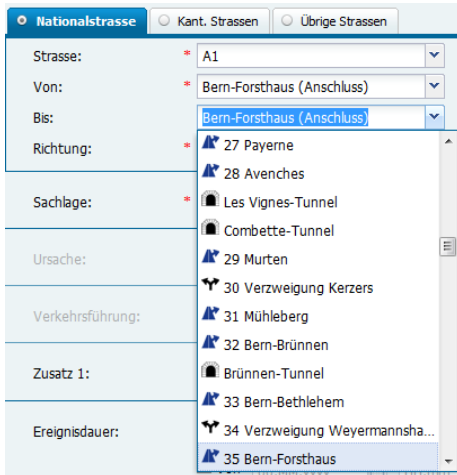 Nationalstrasse Kant. Strassen Übrige Strassen
Strasse: * A1
Von: * Bern-Forsthaus (Anschluss)
Bis: Bern-Forsthaus (Anschluss)
Richtung: *
27 Payerne
28 Avenches
Sachlage: *
Les Vignes-Tunnel
Combette-Tunnel
Ursache:
29 Murten
30 Verzweigung Kerzers
Verkehrsführung:
31 Mühleberg
32 Bern-Brünnen
Zusatz 1:
Brünnen-Tunnel
33 Bern-Bethlehem
Ereignisdauer:
34 Verzweigung Weyermannsha...
35 Bern-Forsthaus